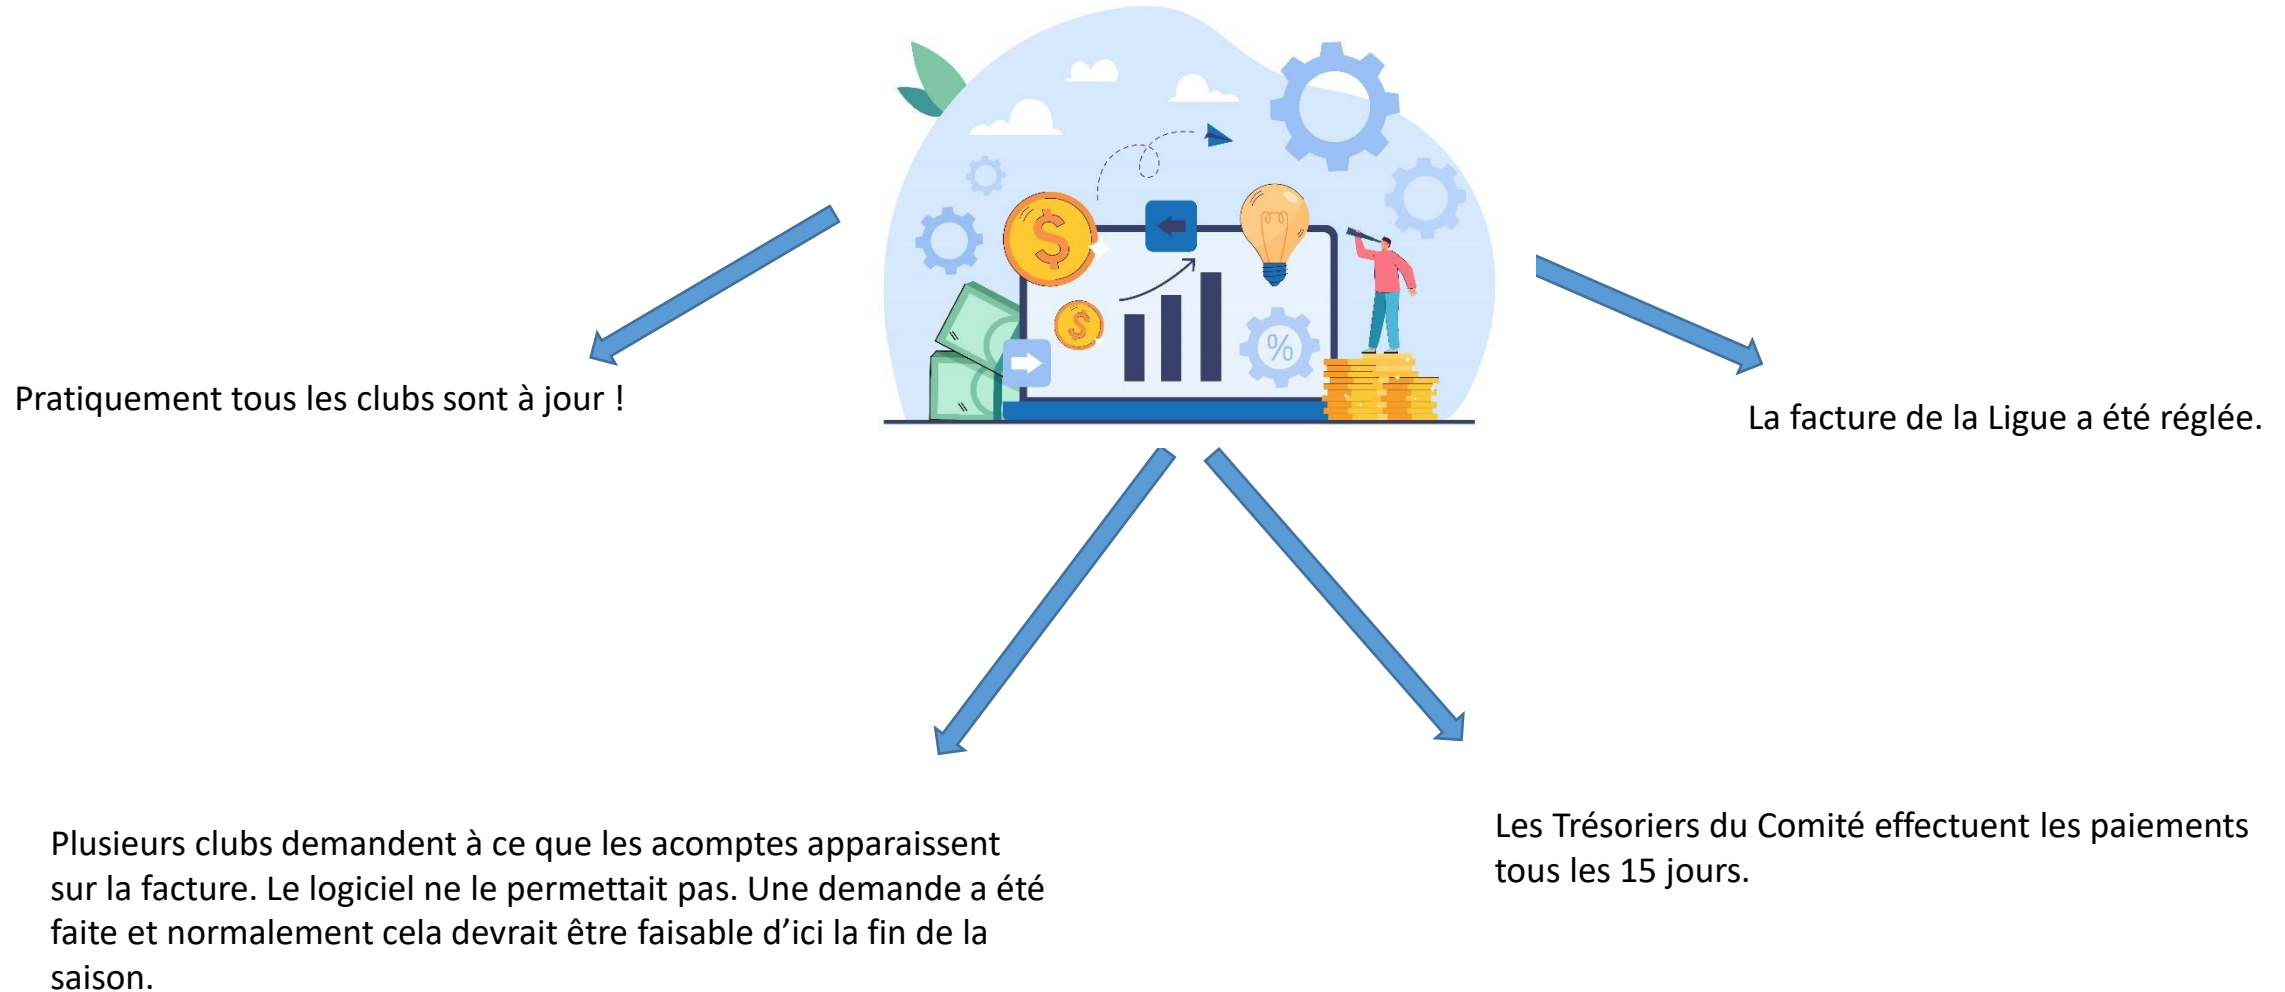 $
$
%
Pratiquement tous les clubs sont à jour !
La facture de la Ligue a été réglée.
Plusieurs clubs demandent à ce que les acomptes apparaissent
sur la facture. Le logiciel ne le permettait pas. Une demande a été
faite et normalement cela devrait être faisable d’ici la fin de la
saison.
Les Trésoriers du Comité effectuent les paiements
tous les 15 jours.